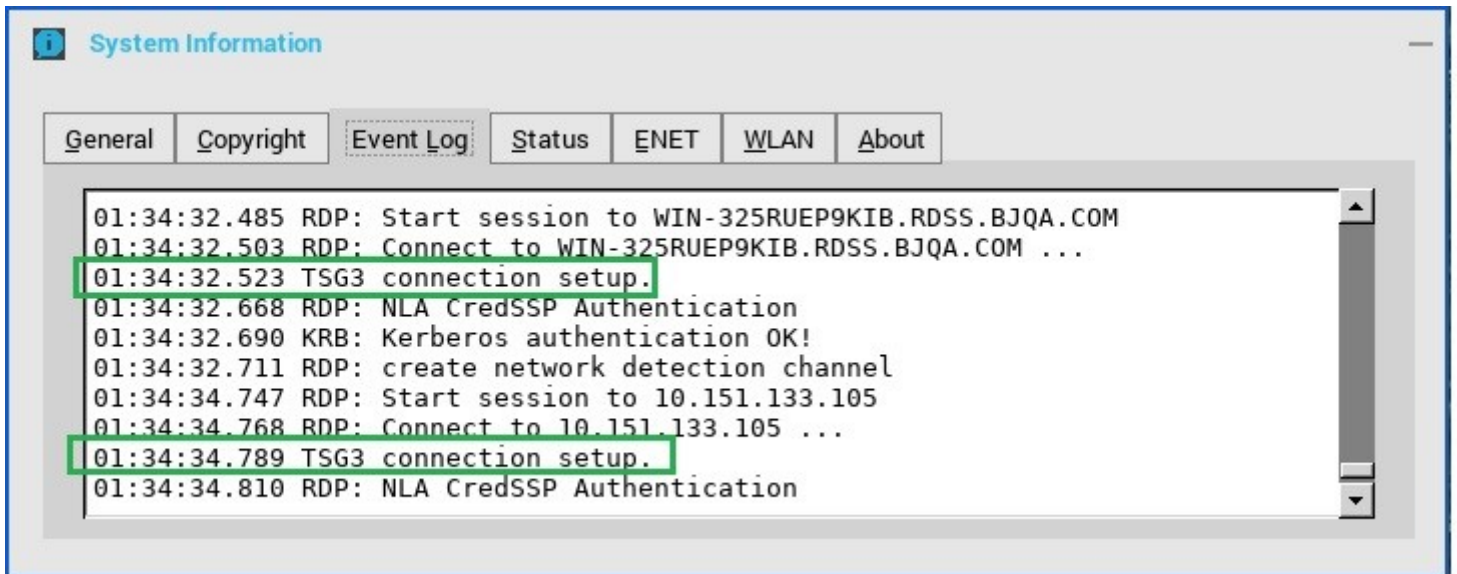 System Information
General Copyright Event Log Status ENET WLAN About
01:34:32.485 RDP: Start session to WIN-325RUEP9KIB.RDSS.BJQA.COM
01:34:32.503 RDP: Connect to WIN-325RUEP9KIB.RDSS.BJQA.COM ...
01:34:32.523 TSG3 connection setup.
01:34:32.668 RDP: NLA CredSSP Authentication
01:34:32.690 KRB: Kerberos authentication OK!
01:34:32.711 RDP: create network detection channel
01:34:34.747 RDP: Start session to 10.151.133.105
01:34:34.768 RDP: Connect to 10.151.133.105 ...
01:34:34.789 TSG3 connection setup.
01:34:34.810 RDP: NLA CredSSP Authentication